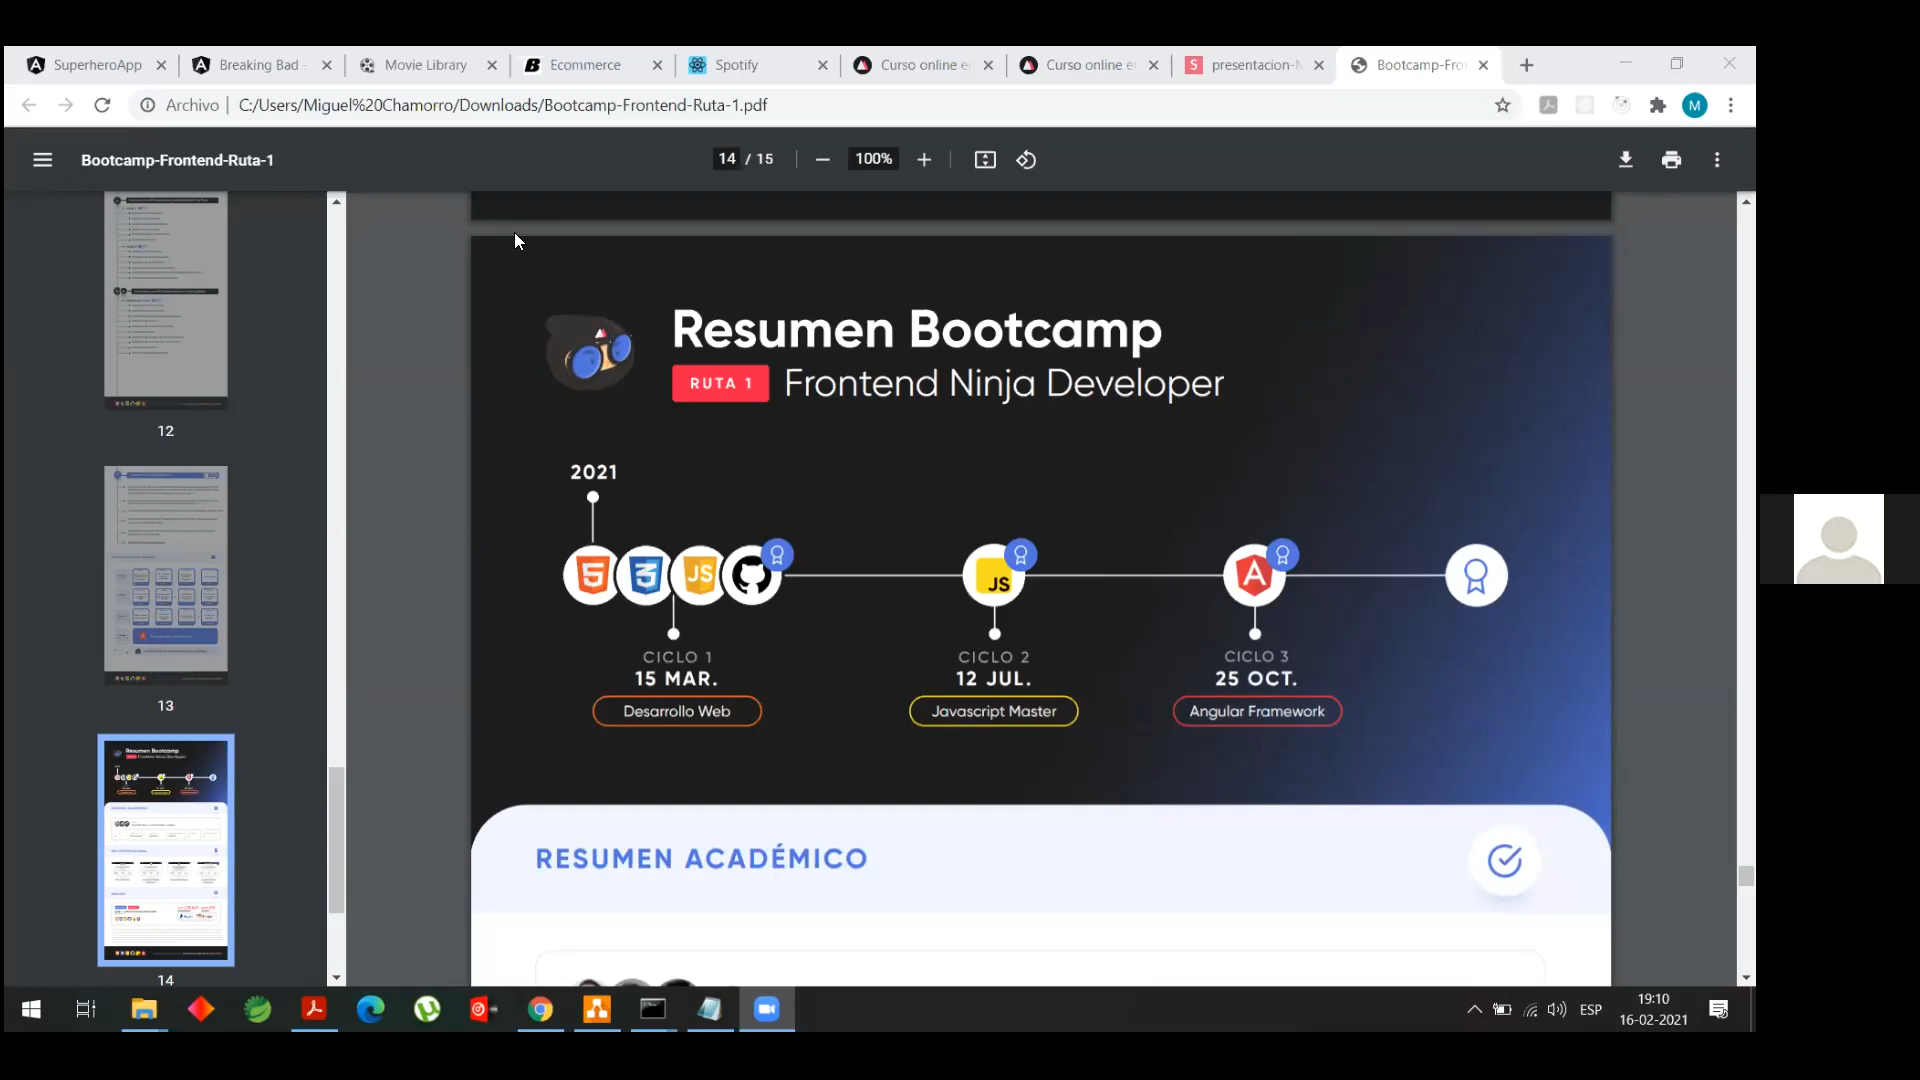 SuperheroApp
Breaking Bad
Movie Library
Ecommerce
Spotify
Curso online e
Curso online e
presentacion-
Bootcamp-Fro
Archivo
C:/Users/Miguel%20Chamorro/Downloads/Bootcamp-Frontend-Ruta-1.pdf
M
Bootcamp-Frontend-Ruta-1
14 / 15
100%
12
13
14
Resumen Bootcamp
RUTA 1
Frontend Ninja Developer
2021
CICLO 1
15 MAR.
Desarrollo Web
CICLO 2
12 JUL.
Javascript Master
CICLO 3
25 OCT.
Angular Framework
RESUMEN ACADÉMICO
ESP
19:10
16-02-2021